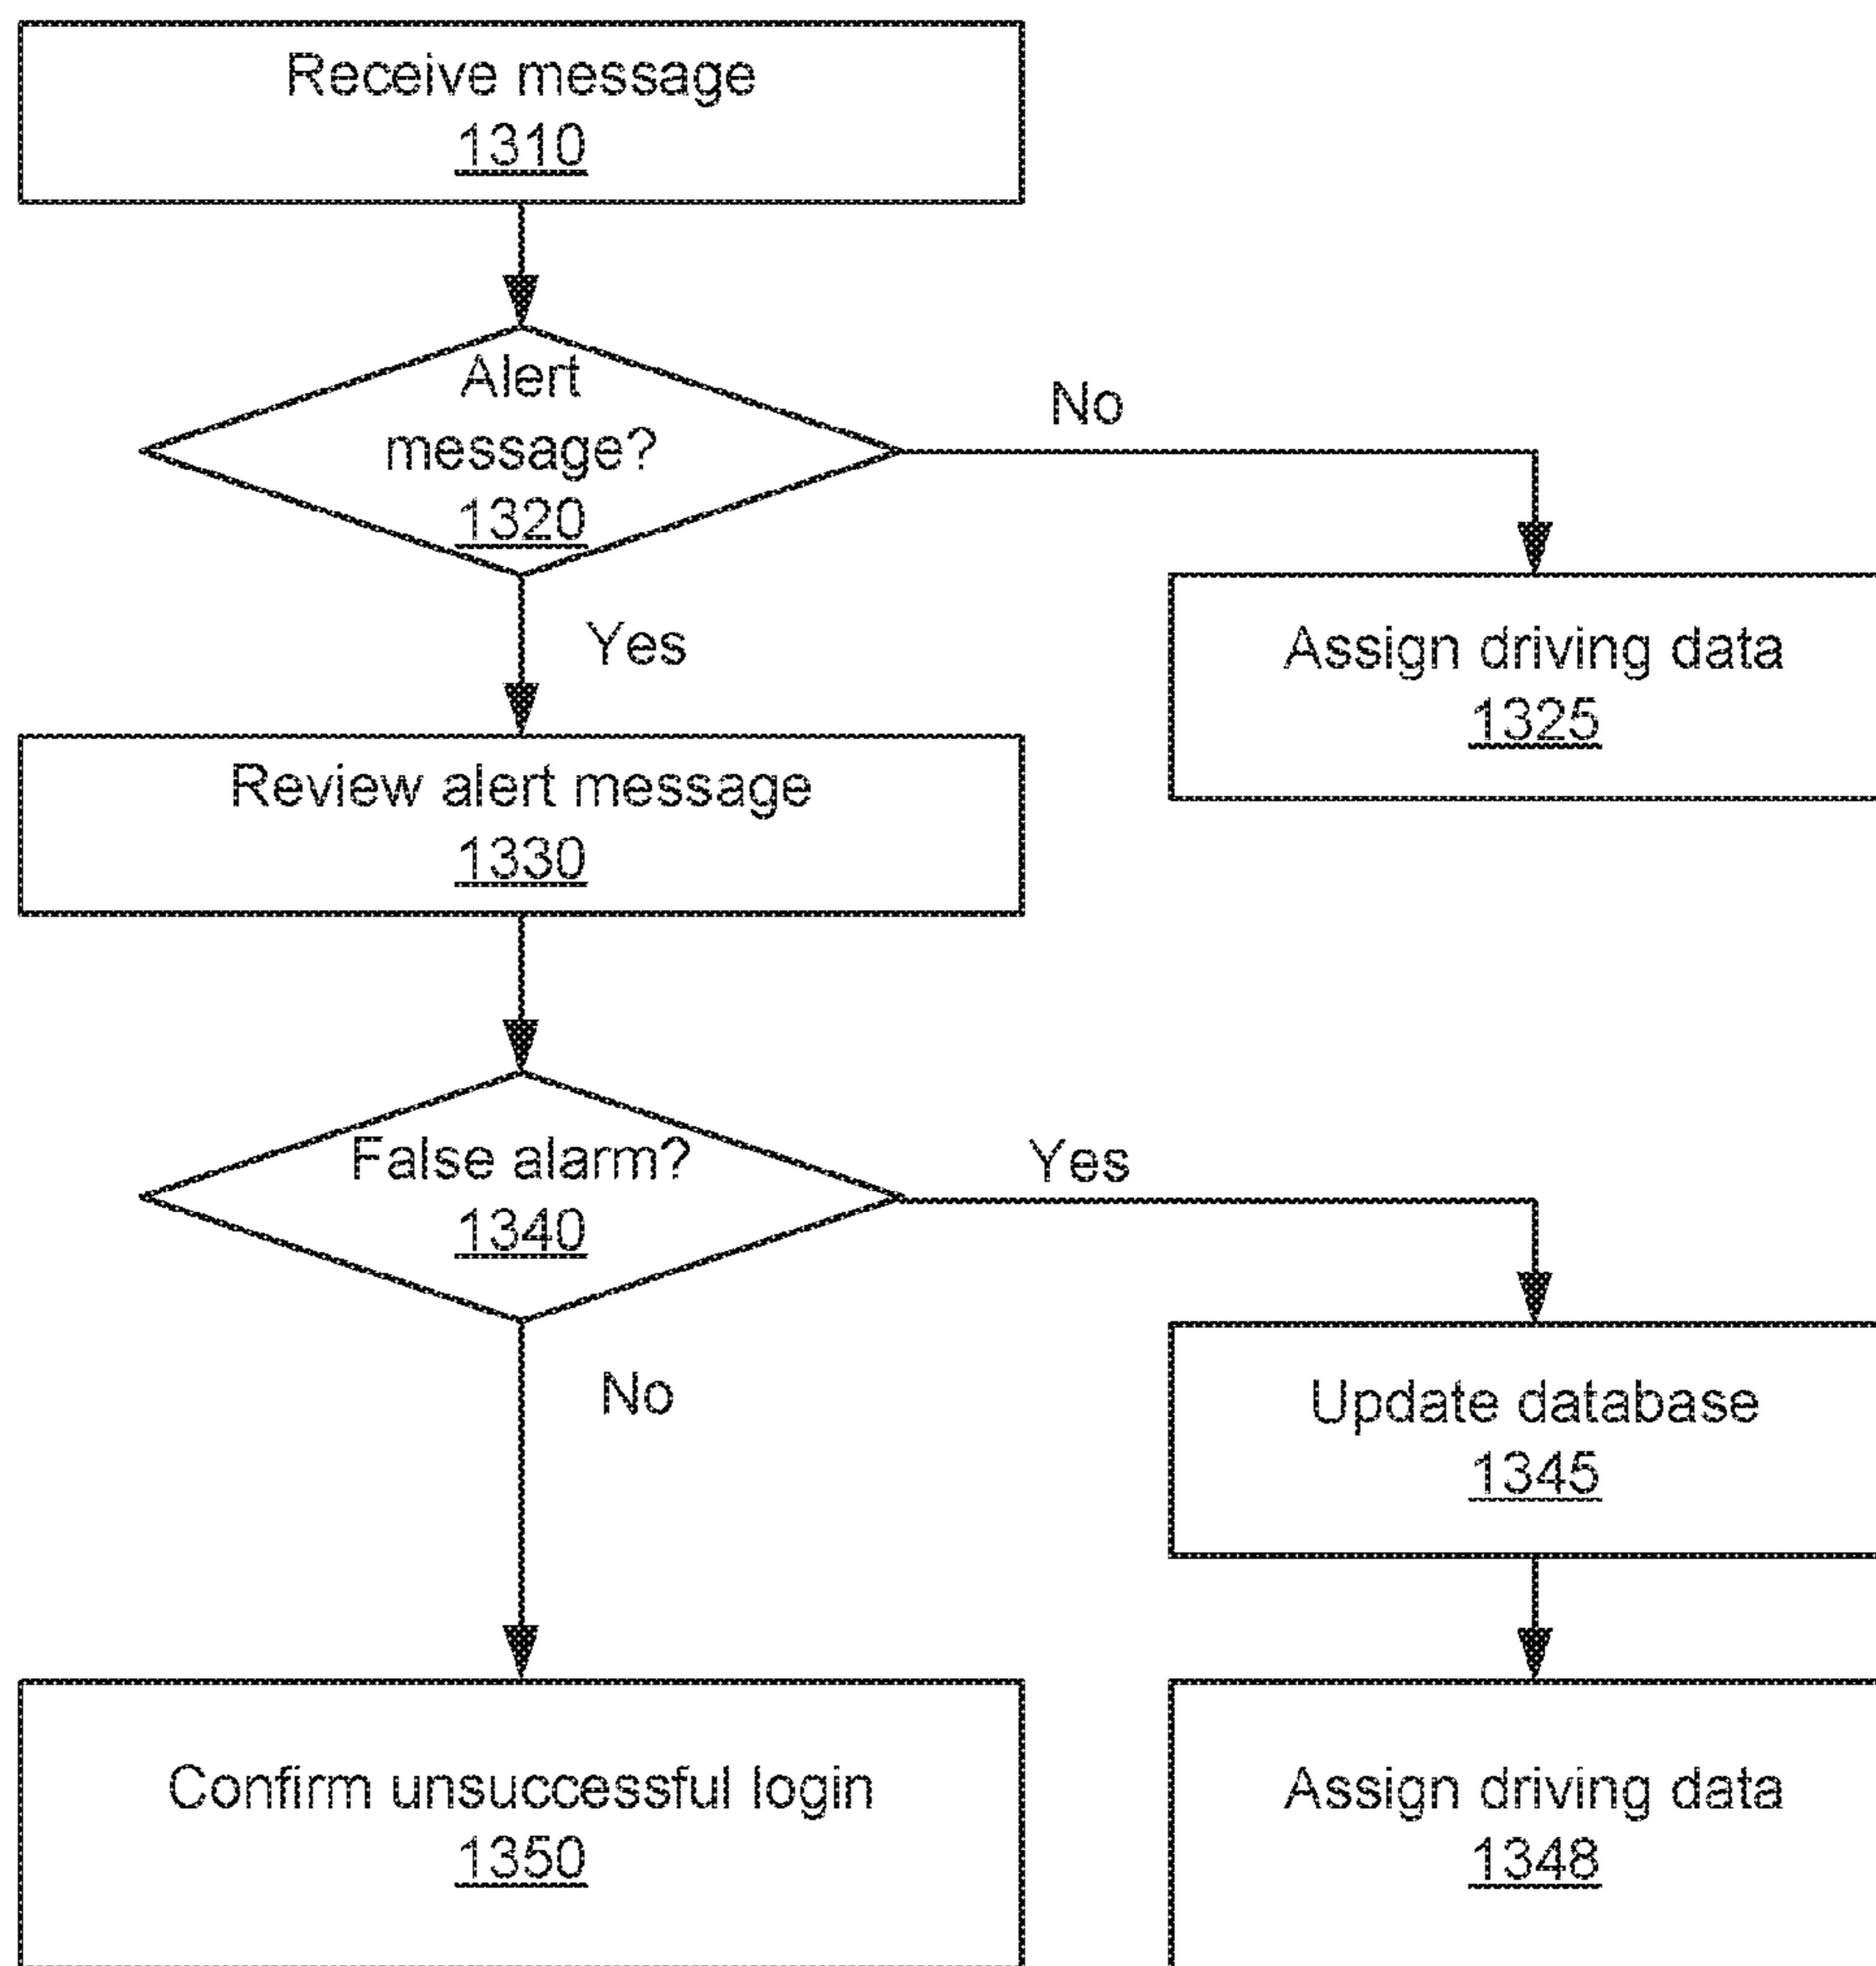 Receive message
1310
Alert
message?
1320
No
Yes
Assign driving data
1325
Review alert message
1330
False alarm?
1340
Yes
No
Update database
1345
Confirm unsuccessful login
1350
Assign driving data
1348